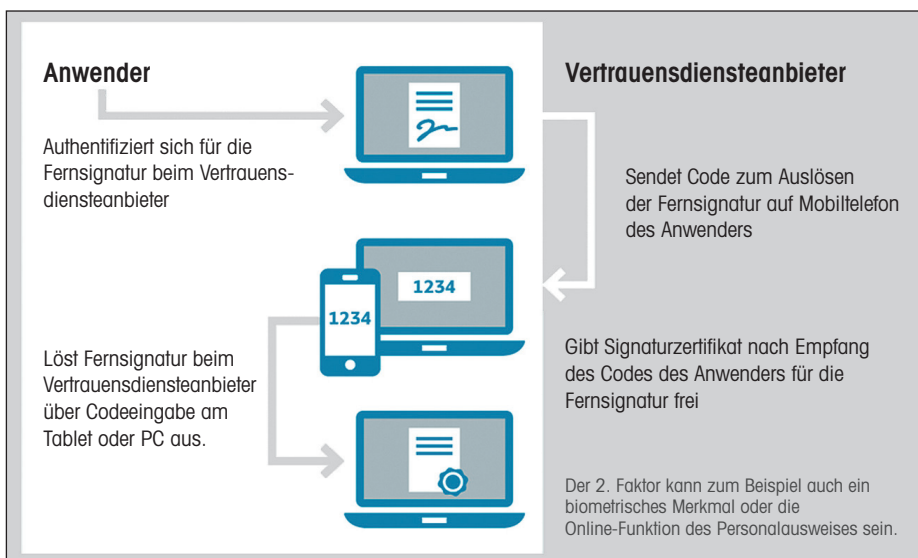 Anwender
Authentifiziert sich für die
Fernsignatur beim Vertrauens-
diensteanbieter
Vertrauensdiensteanbieter
Sendet Code zum Auslösen
der Fernsignatur auf Mobiltelefon
des Anwenders
1234
1234
Löst Fernsignatur beim
Vertrauensdiensteanbieter
über Codeeingabe am
Tablet oder PC aus.
Gibt Signaturzertifikat nach Empfang
des Codes des Anwenders für die
Fernsignatur frei
Der 2. Faktor kann zum Beispiel auch ein
biometrisches Merkmal oder die
Online-Funktion des Personalausweises sein.